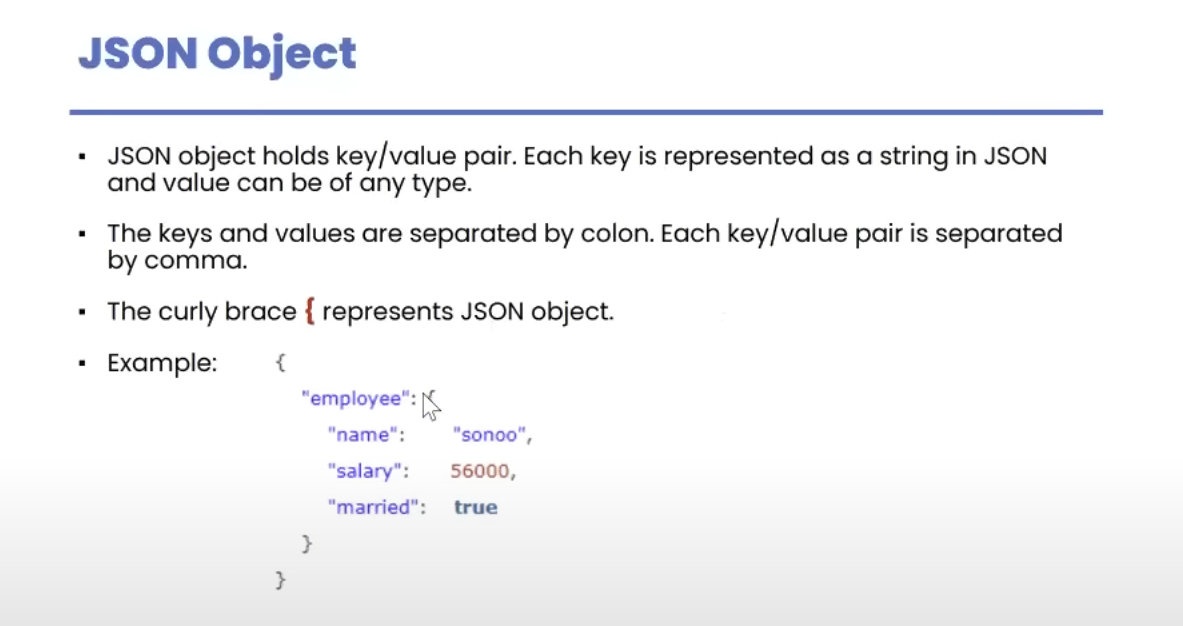 JSON Object
▪ JSON object holds key/value pair. Each key is represented as a string in JSON
and value can be of any type.
▪ The keys and values are separated by colon. Each key/value pair is separated
by comma.
▪ The curly brace { represents JSON object.
▪ Example: {
"employee": {
"name": "sonoo",
"salary": 56000,
"married": true
}
}